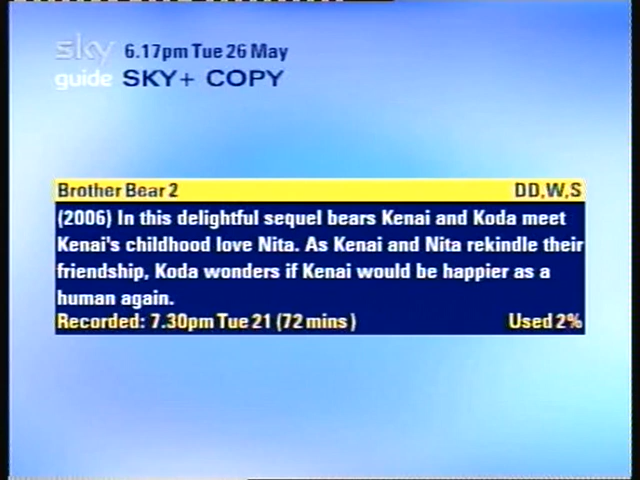 sky 6.17pm Tue 26 May
guide SKY+ COPY
Brother Bear 2 DD,W,S
(2006) In this delightful sequel bears Kenai and Koda meet
Kenai's childhood love Nita. As Kenai and Nita rekindle their
friendship, Koda wonders if Kenai would be happier as a
human again.
Recorded: 7.30pm Tue 21 (72 mins) Used 2%